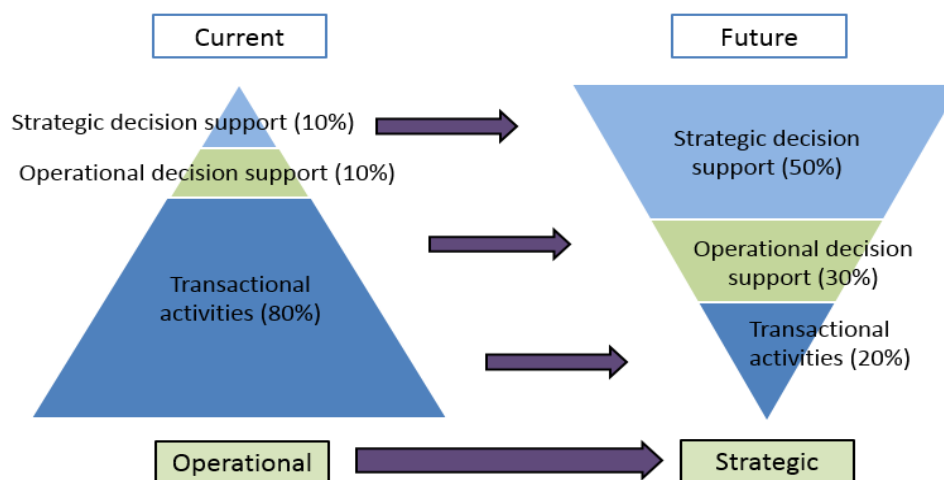 Current
Future
Strategic decision support (10%)
Operational decision support (10%)
Transactional
activities (80%)
Strategic decision
support (50%)
Operational decision
support (30%)
Transactional
activities (20%)
Operational
Strategic